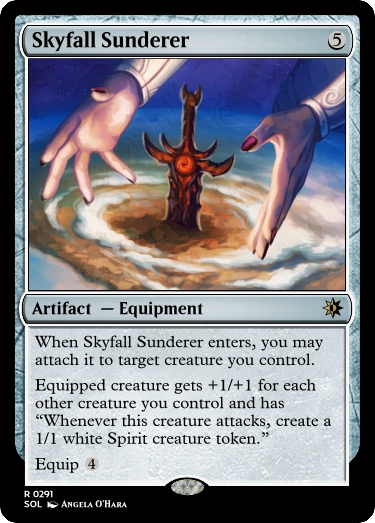 Skyfall Sunderer 5
Artifact — Equipment
When Skyfall Sunderer enters, you may
attach it to target creature you control.
Equipped creature gets +1/+1 for each
other creature you control and has
“Whenever this creature attacks, create a
1/1 white Spirit creature token.”
Equip 4
R 0291
SOL Angela O'Hara